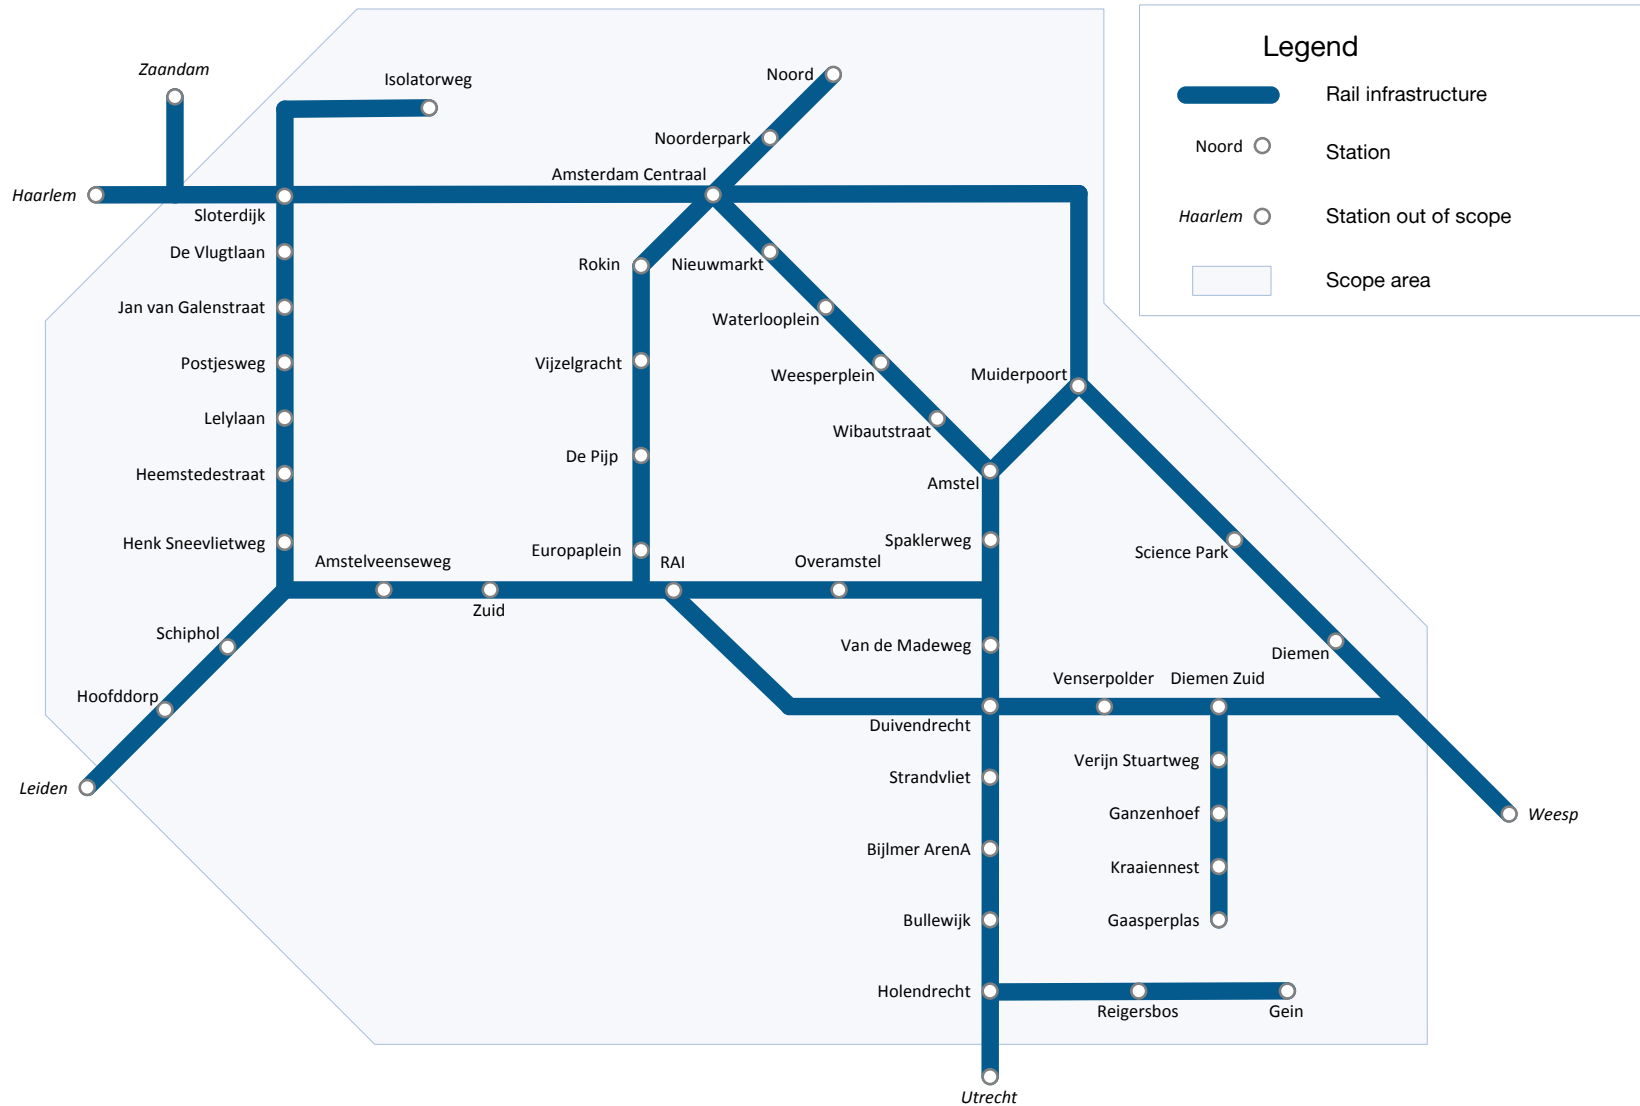 Legend
Zaandam
Isolatorweg
Noord
Rail infrastructure
Noorderpark
Noord
Station
Amsterdam Centraal
Haarlem
Sloterdijk
Haarlem
Station out of scope
De Vlugtlaan
Rokin
Nieuwmarkt
Scope area
Jan van Galenstraat
Waterlooplein
Postjesweg
Vijzelgracht
Weesperplein
Muiderpoort
Lelylaan
Wibautstraat
De Pijp
Heemstedestraat
Amstel
Henk Sneevlietweg
Europaplein
Spaklerweg
Science Park
Amstelveenseweg
RAI
Overamstel
Zuid
Schiphol
Van de Madeweg
Diemen
Venserpolder
Diemen Zuid
Hoofddorp
Duivendrecht
Verijn Stuartweg
Strandvliet
Leiden
Ganzenhoef
Weesp
Bijlmer ArenA
Kraaiennest
Bullewijk
Gaasperplas
Holendrecht
Reigersbos
Gein
Utrecht